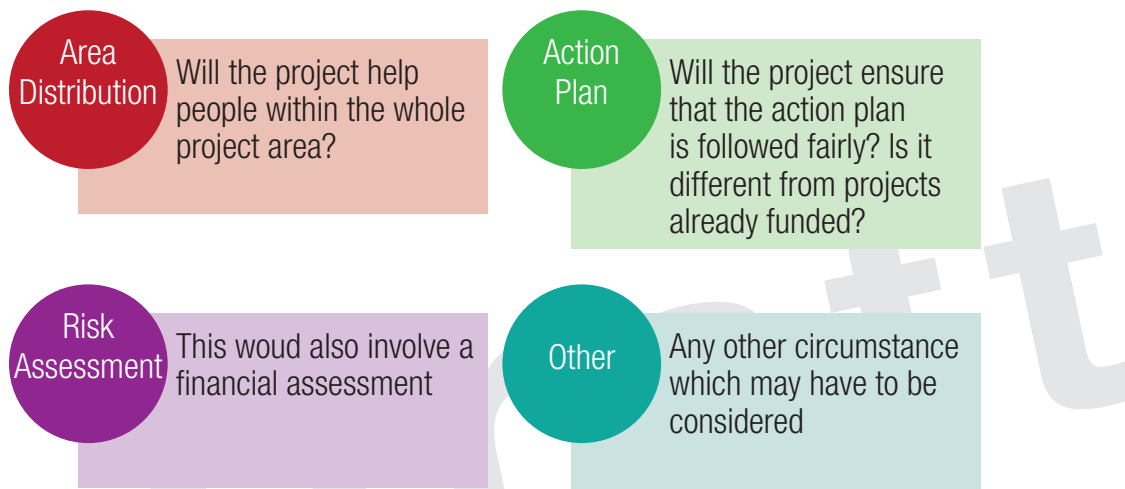 Area
Distribution
Will the project help
people within the whole
project area?
Action
Plan
Will the project ensure
that the action plan
is followed fairly? Is it
different from projects
already funded?
Risk
Assessment
This woud also involve a
financial assessment
Other
Any other circumstance
which may have to be
considered